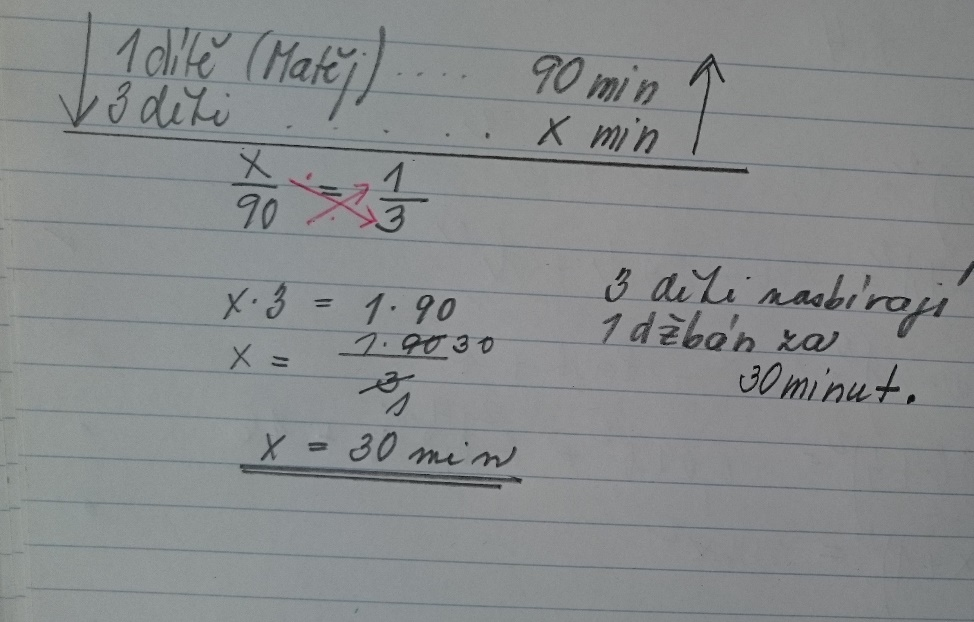 1 dítě (Matěj) .... 90 min
3 děti . . . . . x min
x/90 = 1/3
x · 3 = 1 · 90
x = 1 · 90 30 / 3 1
x = 30 min
3 děti nasbírají
1 džbán za
30 minut.